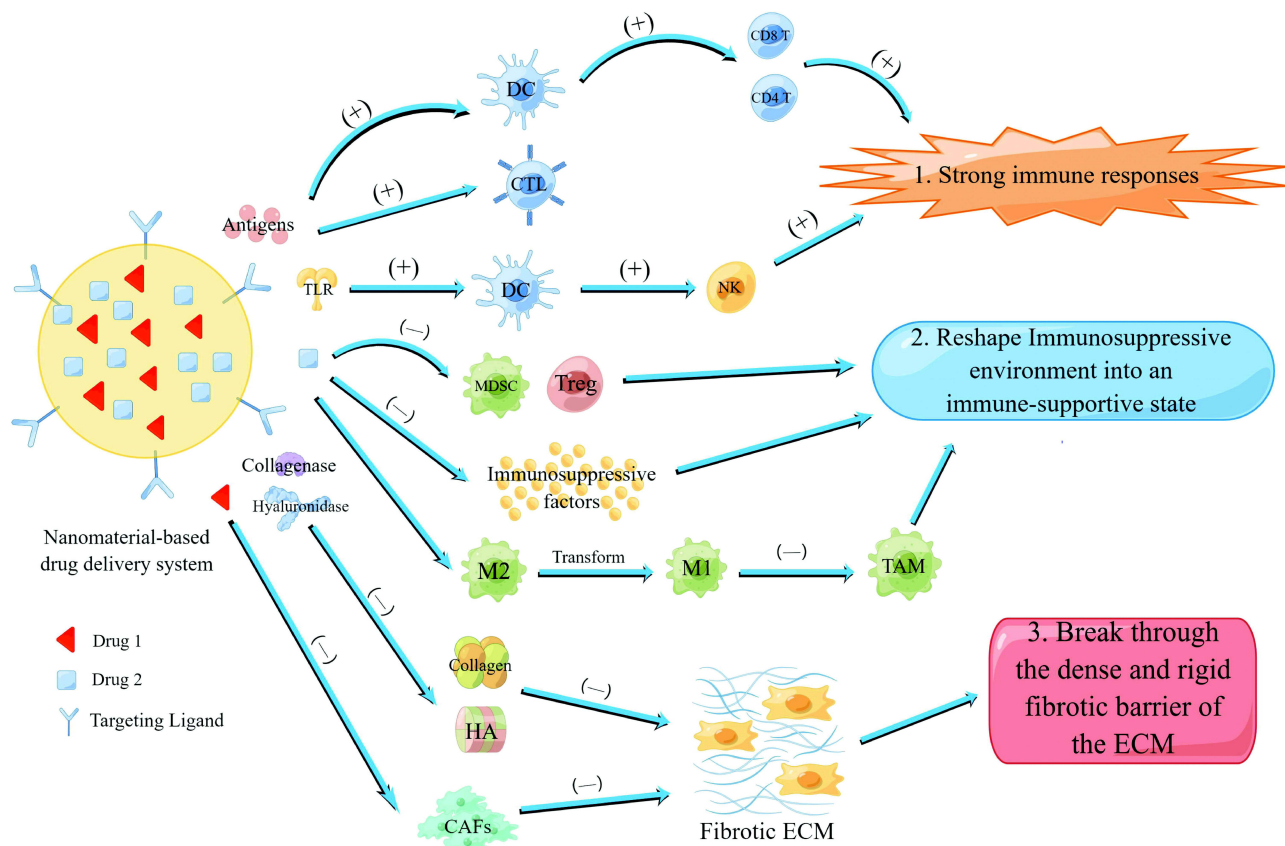 (+)
CD8 T
CD4 T
(+)
DC
(+)
1. Strong immune responses
(+)
CTL
Antigens
(+)
TLR
(+)
DC
(+)
NK
(—)
MDSC
Treg
2. Reshape Immunosuppressive
environment into an
immune-supportive state
(—)
Immunosuppressive
factors
Collagenase
Hyaluronidase
Nanomaterial-based
drug delivery system
M2
Transform
M1
(—)
TAM
(—)
(—)
Collagen
HA
(—)
3. Break through
the dense and rigid
fibrotic barrier of
the ECM
Drug 1
Drug 2
Targeting Ligand
CAFs
(—)
Fibrotic ECM